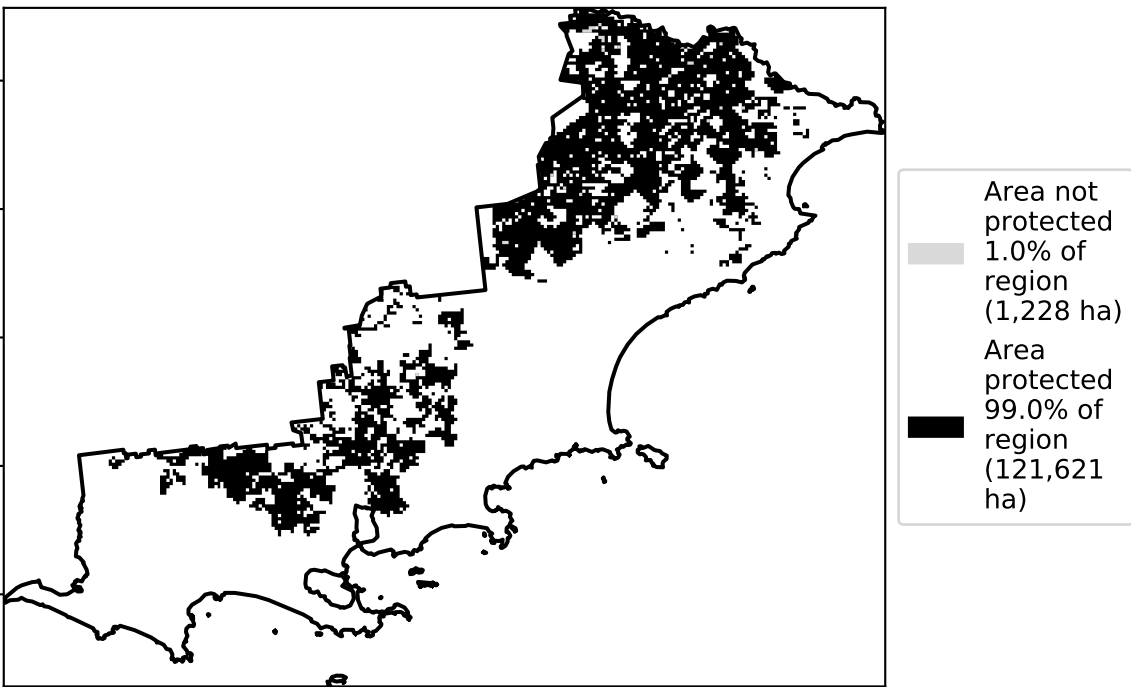 Area not
protected
1.0% of
region
(1,228 ha)
Area
protected
99.0% of
region
(121,621
ha)